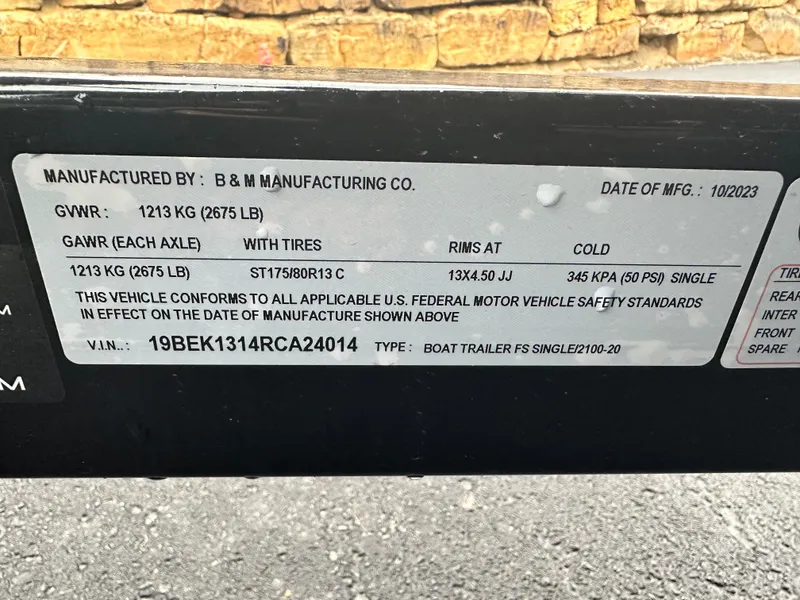 MANUFACTURED BY : B & M MANUFACTURING CO. DATE OF MFG. : 10/2023
GVWR : 1213 KG (2675 LB)
GAWR (EACH AXLE) WITH TIRES RIMS AT COLD
1213 KG (2675 LB) ST175/80R13 C 13X4.50 JJ 345 KPA (50 PSI) SINGLE
THIS VEHICLE CONFORMS TO ALL APPLICABLE U.S. FEDERAL MOTOR VEHICLE SAFETY STANDARDS
IN EFFECT ON THE DATE OF MANUFACTURE SHOWN ABOVE
V.I.N..: 19BEK1314RCA24014 TYPE : BOAT TRAILER FS SINGLE/2100-20
M
M
TIRE
REAR
INTER
FRONT
SPARE